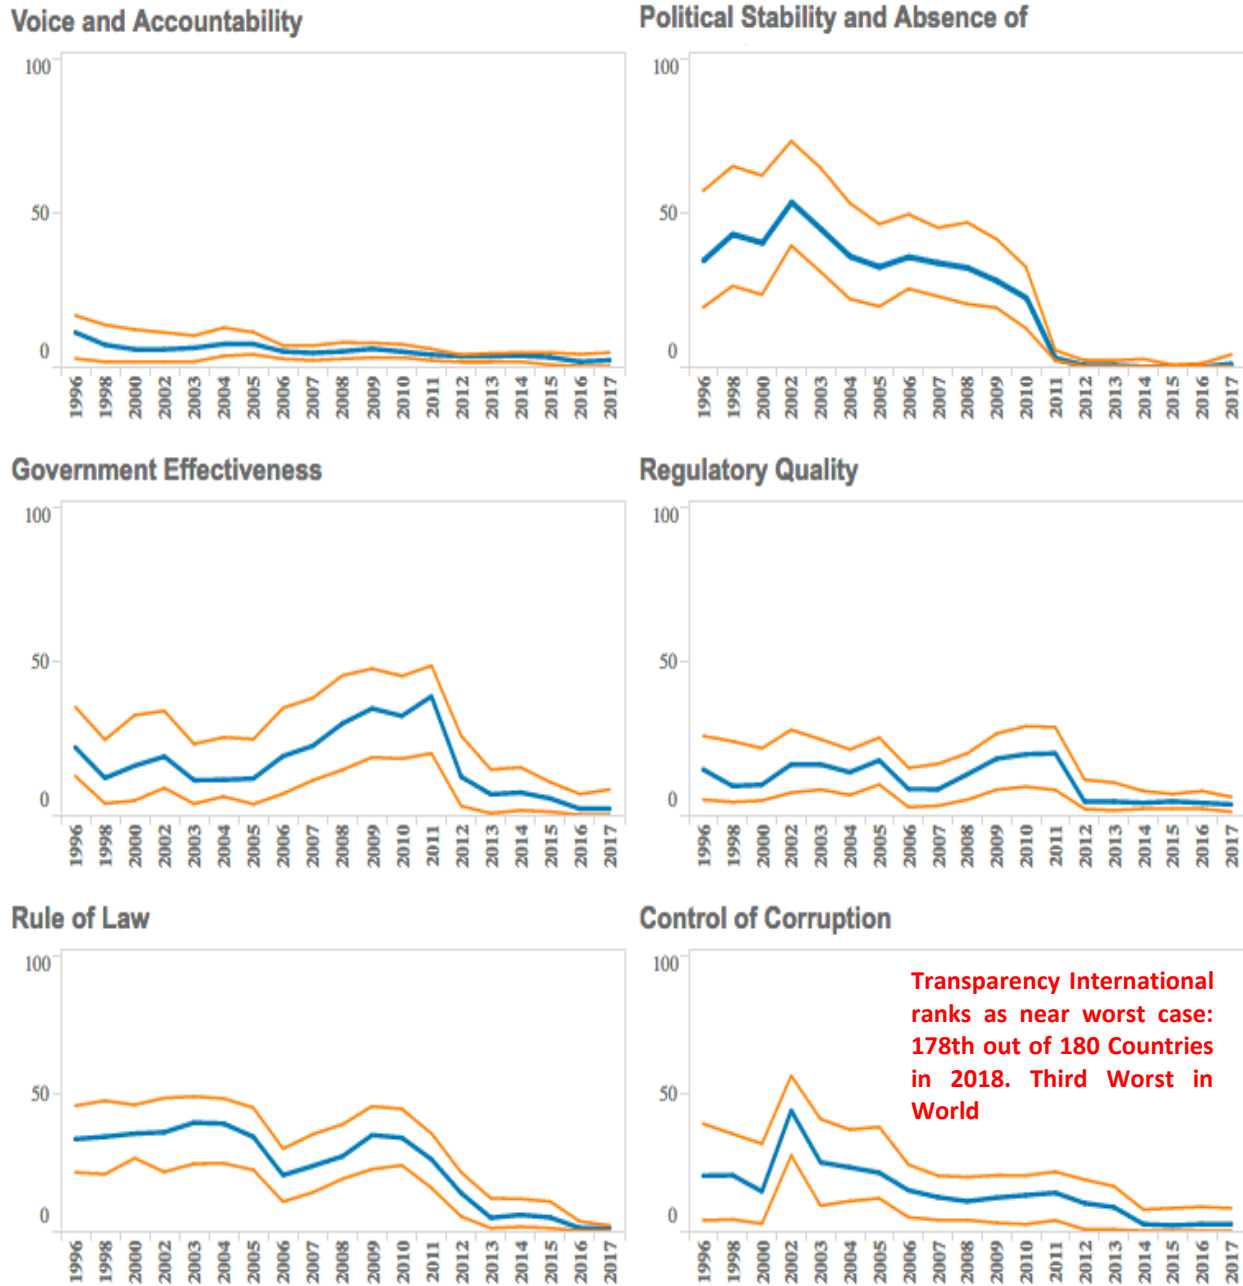 Voice and Accountability
100
50
0
1996 1998 2000 2002 2003 2004 2005 2006 2007 2008 2009 2010 2011 2012 2013 2014 2015 2016 2017
Political Stability and Absence of
100
50
0
1996 1998 2000 2002 2003 2004 2005 2006 2007 2008 2009 2010 2011 2012 2013 2014 2015 2016 2017
Government Effectiveness
100
50
0
1996 1998 2000 2002 2003 2004 2005 2006 2007 2008 2009 2010 2011 2012 2013 2014 2015 2016 2017
Regulatory Quality
100
50
0
1996 1998 2000 2002 2003 2004 2005 2006 2007 2008 2009 2010 2011 2012 2013 2014 2015 2016 2017
Rule of Law
100
50
0
1996 1998 2000 2002 2003 2004 2005 2006 2007 2008 2009 2010 2011 2012 2013 2014 2015 2016 2017
Control of Corruption
100
50
0
Transparency International
ranks as near worst case:
178th out of 180 Countries
in 2018. Third Worst in
World
1996 1998 2000 2002 2003 2004 2005 2006 2007 2008 2009 2010 2011 2012 2013 2014 2015 2016 2017